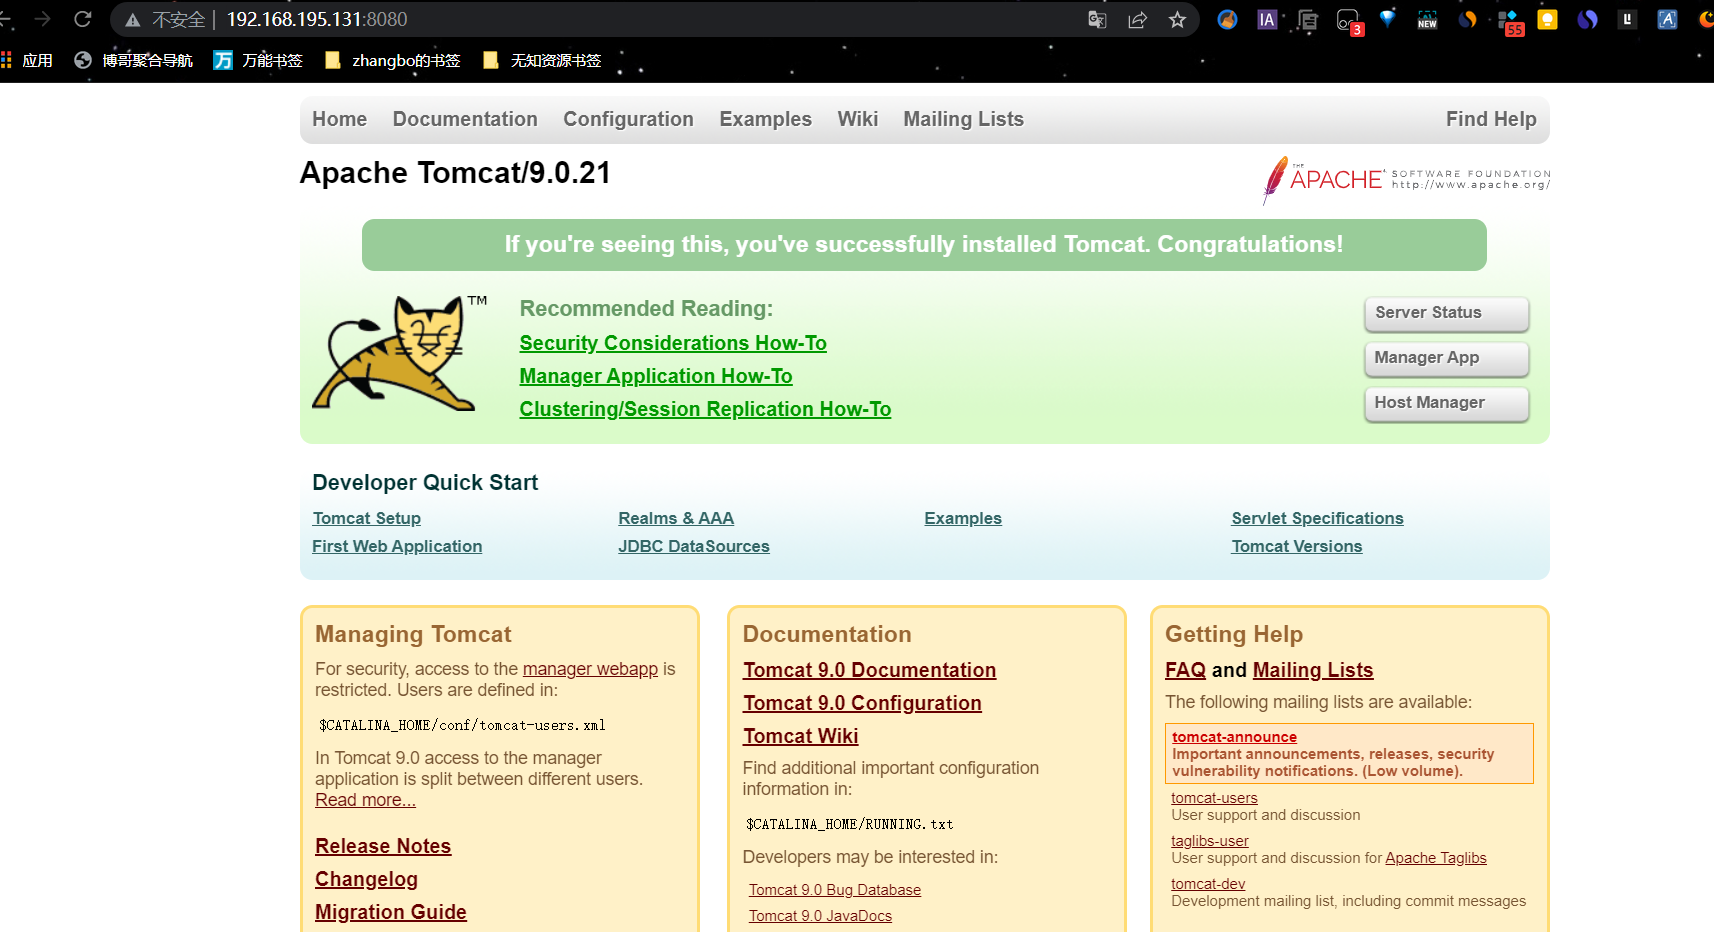 不安全 | 192.168.195.131:8080
IA
3
NEW
55
应用 博哥聚合导航 万 万能书签 zhangbo的书签 无知资源书签
Home Documentation Configuration Examples Wiki Mailing Lists Find Help
Apache Tomcat/9.0.21
THE APACHE SOFTWARE FOUNDATION
http://www.apache.org/
If you're seeing this, you've successfully installed Tomcat. Congratulations!
TM
Recommended Reading:
Security Considerations How-To
Manager Application How-To
Clustering/Session Replication How-To
Server Status
Manager App
Host Manager
Developer Quick Start
Tomcat Setup
First Web Application
Realms & AAA
JDBC DataSources
Examples
Servlet Specifications
Tomcat Versions
Managing Tomcat
For security, access to the manager webapp is
restricted. Users are defined in:
$CATALINA_HOME/conf/tomcat-users.xml
In Tomcat 9.0 access to the manager
application is split between different users.
Read more...
Release Notes
Changelog
Migration Guide
Documentation
Tomcat 9.0 Documentation
Tomcat 9.0 Configuration
Tomcat Wiki
Find additional important configuration
information in:
$CATALINA_HOME/RUNNING.txt
Developers may be interested in:
Tomcat 9.0 Bug Database
Tomcat 9.0 JavaDocs
Getting Help
FAQ and Mailing Lists
The following mailing lists are available:
tomcat-announce
Important announcements, releases, security
vulnerability notifications. (Low volume).
tomcat-users
User support and discussion
taglibs-user
User support and discussion for Apache Taglibs
tomcat-dev
Development mailing list, including commit messages